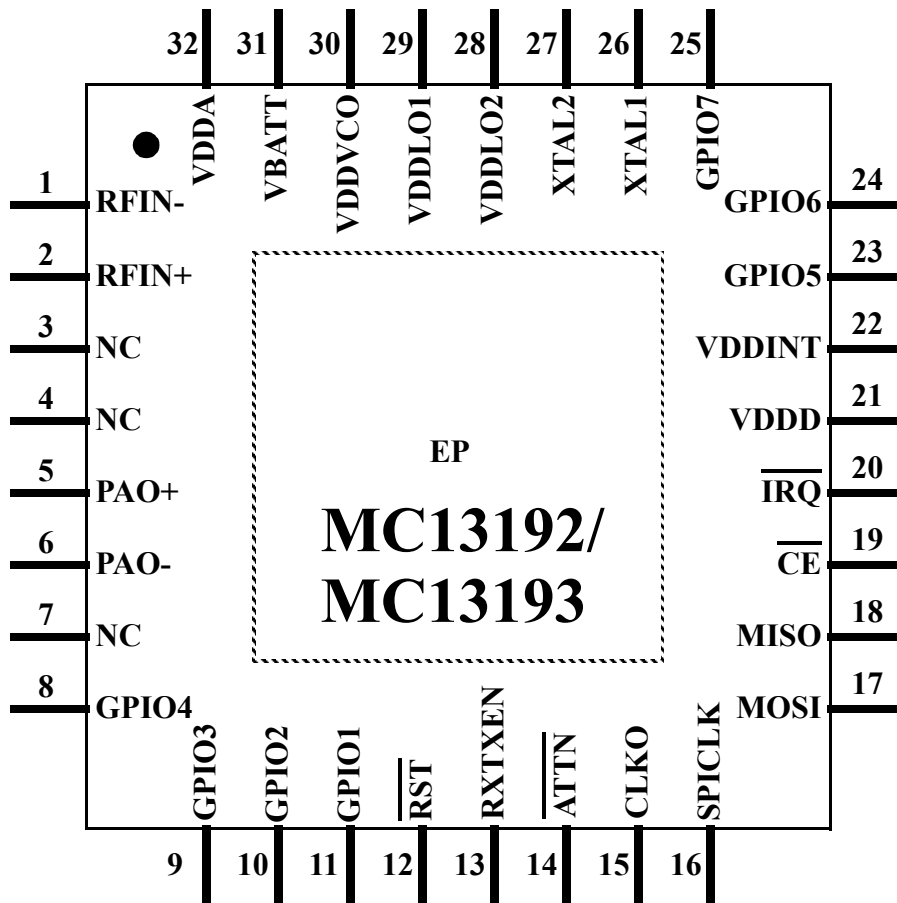 32 31 30 29 28 27 26 25
VDDA
VBATT
VDDVCO
VDDLO1
VDDLO2
XTAL2
XTAL1
GPIO7
1 RFIN-
2 RFIN+
3 NC
4 NC
5 PAO+
6 PAO-
7 NC
8 GPIO4
EP
MC13192/
MC13193
GPIO6 24
GPIO5 23
VDDINT 22
VDDD 21
IRQ 20
CE 19
MISO 18
MOSI 17
GPIO3
GPIO2
GPIO1
RST
RXTXEN
ATTN
CLKO
SPICLK
9 10 11 12 13 14 15 16